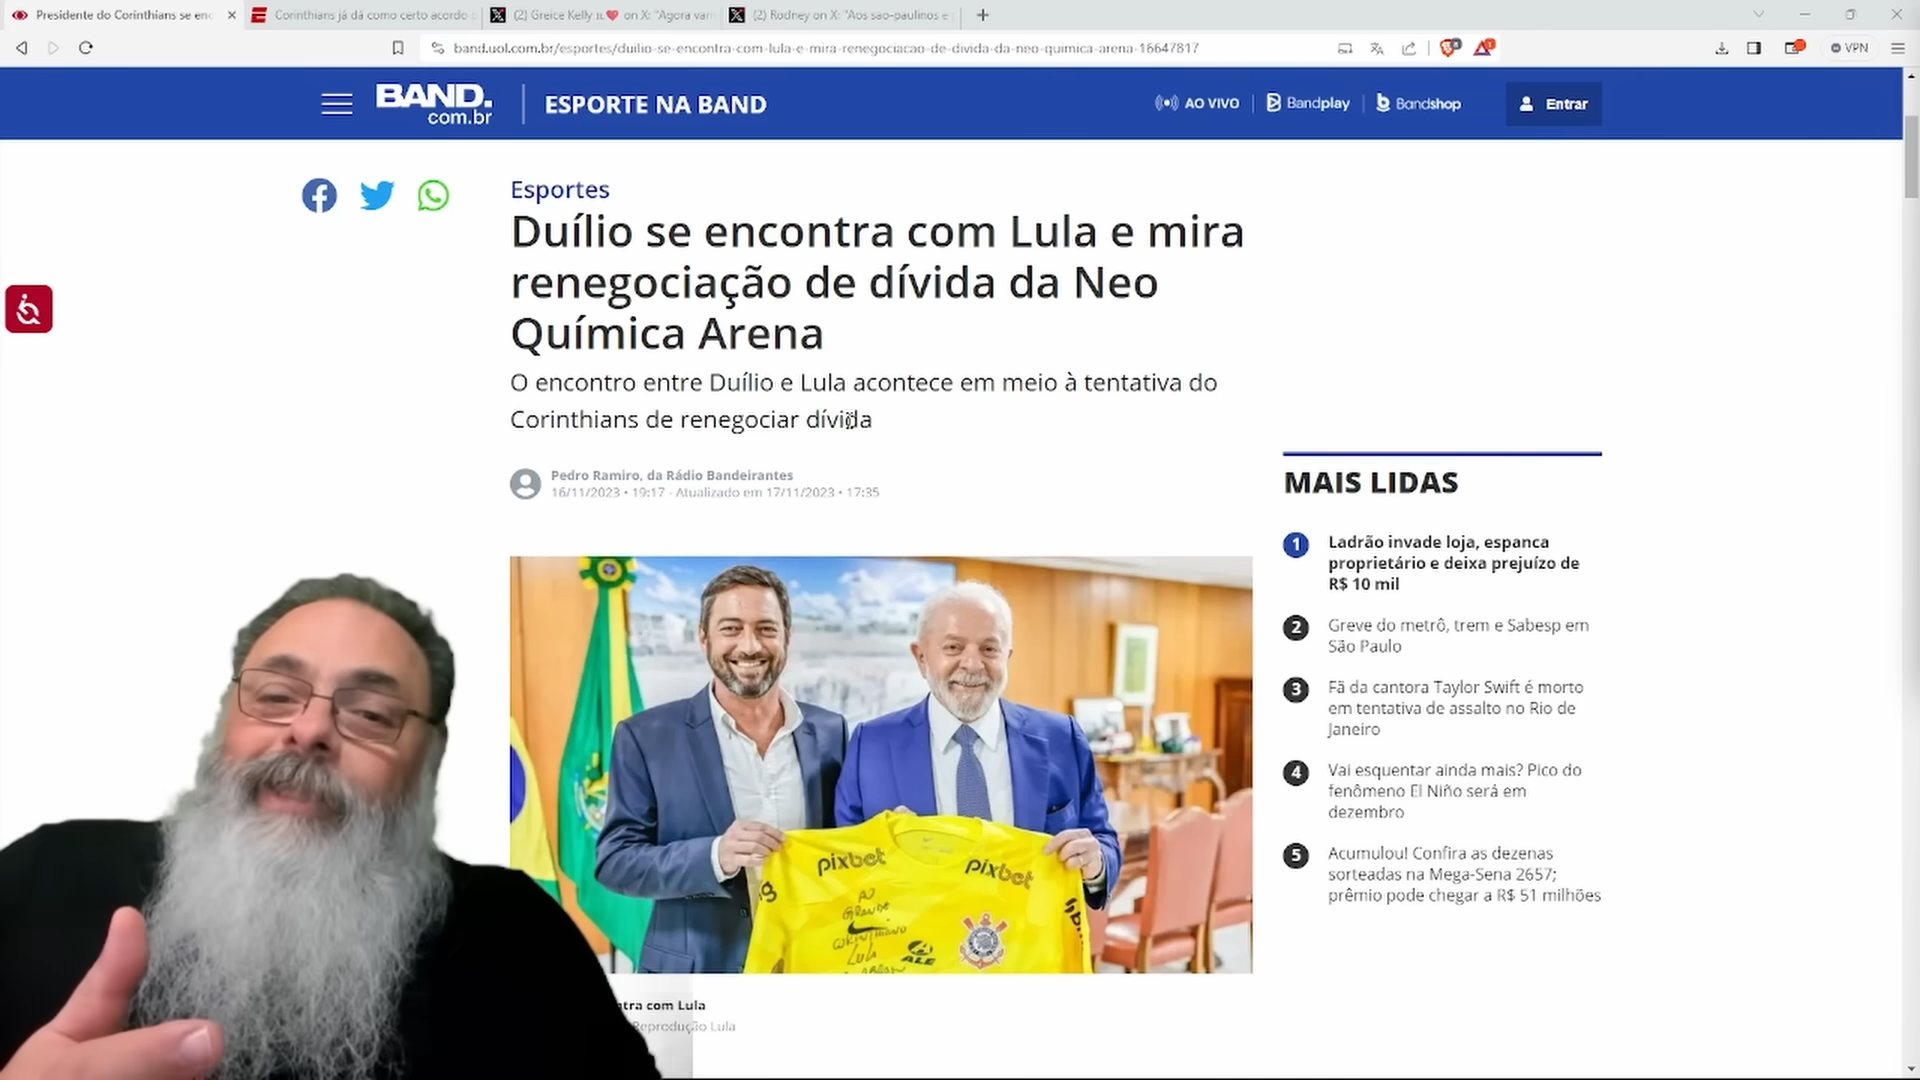 Presidente do Corinthians se enc
Corinthians já dá como certo acordo
(2) Greice Kelly
on X: "Agora vam
(2) Rodney on X: "Aos sao-paulinos e
band.uol.com.br/esportes/duilio-se-encontra-com-lula-e-mira-renegociacao-de-divida-da-neo-quimica-arena-16647817
VPN
BAND.
com.br
ESPORTE NA BAND
AO VIVO
Bandplay
Bandshop
Entrar
Esportes
Duílio se encontra com Lula e mira
renegociação de dívida da Neo
Química Arena
O encontro entre Duílio e Lula acontece em meio à tentativa do
Corinthians de renegociar dívida
Pedro Ramiro, da Rádio Bandeirantes
16/11/2023 • 19:17 - Atualizado em 17/11/2023 • 17:35
MAIS LIDAS
1 Ladrão invade loja, espanca
proprietário e deixa prejuízo de
R$ 10 mil
2 Greve do metrô, trem e Sabesp em
São Paulo
3 Fã da cantora Taylor Swift é morto
em tentativa de assalto no Rio de
Janeiro
4 Vai esquentar ainda mais? Pico do
fenômeno El Niño será em
dezembro
5 Acumulou! Confira as dezenas
sorteadas na Mega-Sena 2657;
prêmio pode chegar a R$ 51 milhões
pixbet
pixbet
AO
GRANDE
CORINTHIANO
LULA
ALE
ntra com Lula
Reprodução Lula